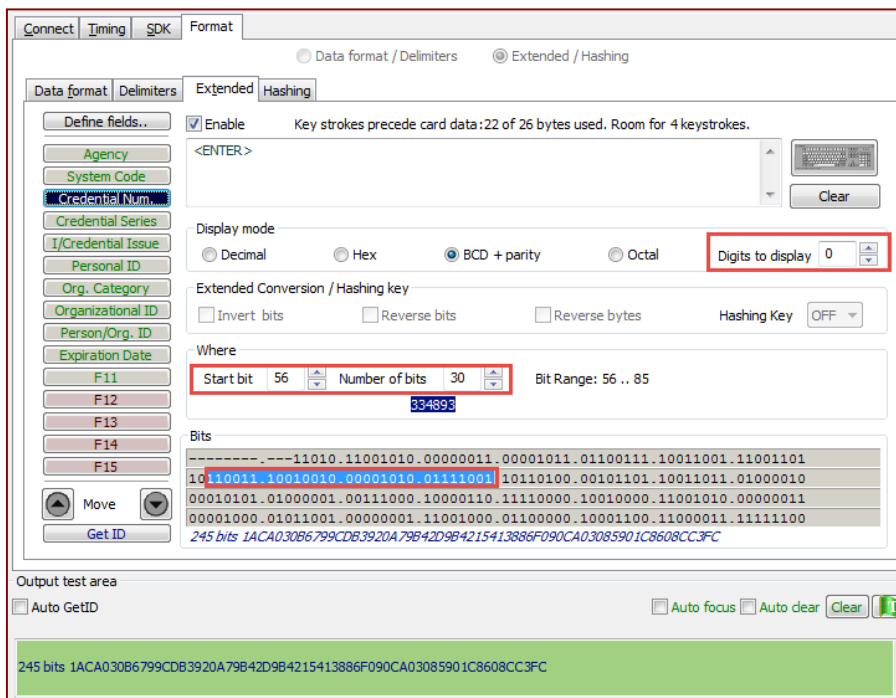 Connect Timing SDK Format
Data format / Delimiters Extended / Hashing
Data format Delimiters Extended Hashing
Define fields..
Enable Key strokes precede card data:22 of 26 bytes used. Room for 4 keystrokes.
<ENTER>
Agency
System Code
Credential Num.
Clear
Credential Series
Display mode
I/Credential Issue
Decimal Hex BCD + parity Octal Digits to display 0
Personal ID
Org. Category
Extended Conversion / Hashing key
Organizational ID
Invert bits Reverse bits Reverse bytes Hashing Key OFF
Person/Org. ID
Expiration Date
Where
F11
Start bit 56 Number of bits 30 Bit Range: 56 .. 85
F12
334893
F13
F14
Bits
F15
--------.---11010.11001010.00000011.00001011.01100111.10011001.11001101
10110011.10010010.00001010.01111001.10110100.00101101.10011011.01000010
Move
00010101.01000001.00111000.10000110.11110000.10010000.11001010.00000011
00001000.01011001.00000001.11001000.01100000.10001100.11000011.11111100
Get ID
245 bits 1ACA030B6799CDB3920A79B42D9B4215413886F090CA03085901C8608CC3FC
Output test area
Auto GetID Auto focus Auto clear Clear
245 bits 1ACA030B6799CDB3920A79B42D9B4215413886F090CA03085901C8608CC3FC